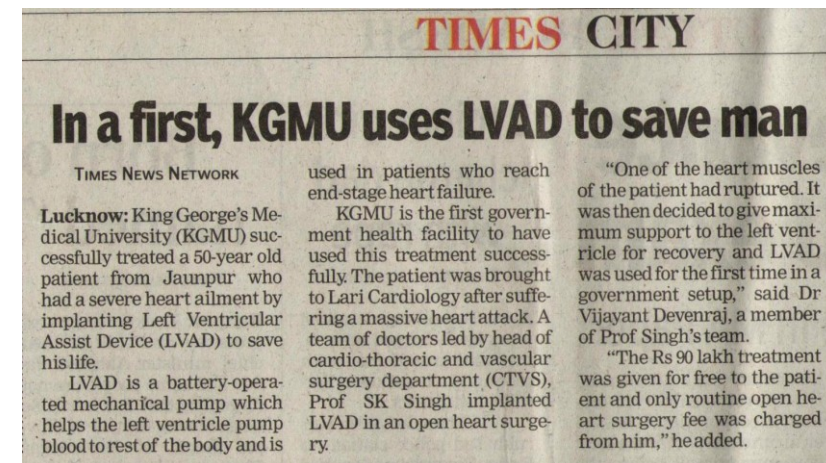 TIMES CITY
In a first, KGMU uses LVAD to save man
TIMES NEWS NETWORK
Lucknow: King George's Me-
dical University (KGMU) suc-
cessfully treated a 50-year old
patient from Jaunpur who
had a severe heart ailment by
implanting Left Ventricular
Assist Device (LVAD) to save
his life.
LVAD is a battery-opera-
ted mechanical pump which
helps the left ventricle pump
blood to rest of the body and is
used in patients who reach
end-stage heart failure.
KGMU is the first govern-
ment health facility to have
used this treatment success-
fully. The patient was brought
to Lari Cardiology after suffe-
ring a massive heart attack. A
team of doctors led by head of
cardio-thoracic and vascular
surgery department (CTVS),
Prof SK Singh implanted
LVAD in an open heart surge-
ry.
"One of the heart muscles
of the patient had ruptured. It
was then decided to give maxi-
mum support to the left vent-
ricle for recovery and LVAD
was used for the first time in a
government setup," said Dr
Vijayant Devenraj, a member
of Prof Singh's team.
"The Rs 90 lakh treatment
was given for free to the pati-
ent and only routine open he-
art surgery fee was charged
from him," he added.